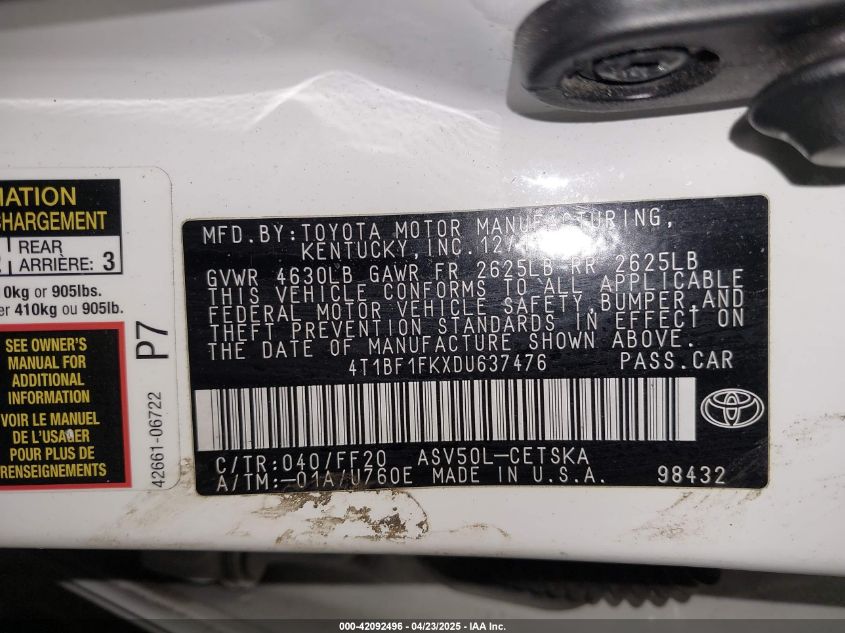 MATION
CHARGEMENT
REAR
ARRIÈRE: 3
0kg or 905lbs.
er 410kg ou 905lb.
SEE OWNER'S
MANUAL FOR
ADDITIONAL
INFORMATION
VOIR LE MANUEL
DE L'USAGER
POUR PLUS DE
RENSEIGNEMENTS
P7
42661-06722
MFD.BY:TOYOTA MOTOR MANUFACTURING,
KENTUCKY,INC. 12/
GVWR 4630LB GAWR FR 2625LB RR 2625LB
THIS VEHICLE CONFORMS TO ALL APPLICABLE
FEDERAL MOTOR VEHICLE SAFETY,BUMPER,AND
THEFT PREVENTION STANDARDS IN EFFECT ON
THE DATE OF MANUFACTURE SHOWN ABOVE.
4T1BF1FKXDU637476 PASS.CAR
C/TR:040/FF20 ASV50L-CETSKA
A/TM:-01A/U760E MADE IN U.S.A. 98432
000-42092496 - 04/23/2025 - IAA Inc.